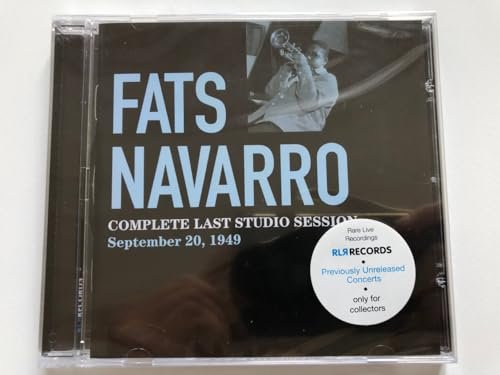 FATS
NAVARRO
COMPLETE LAST STUDIO SESSION
September 20, 1949
Rare Live
Recordings
RLR RECORDS
Previously Unreleased
Concerts
only for
collectors
RECORDS